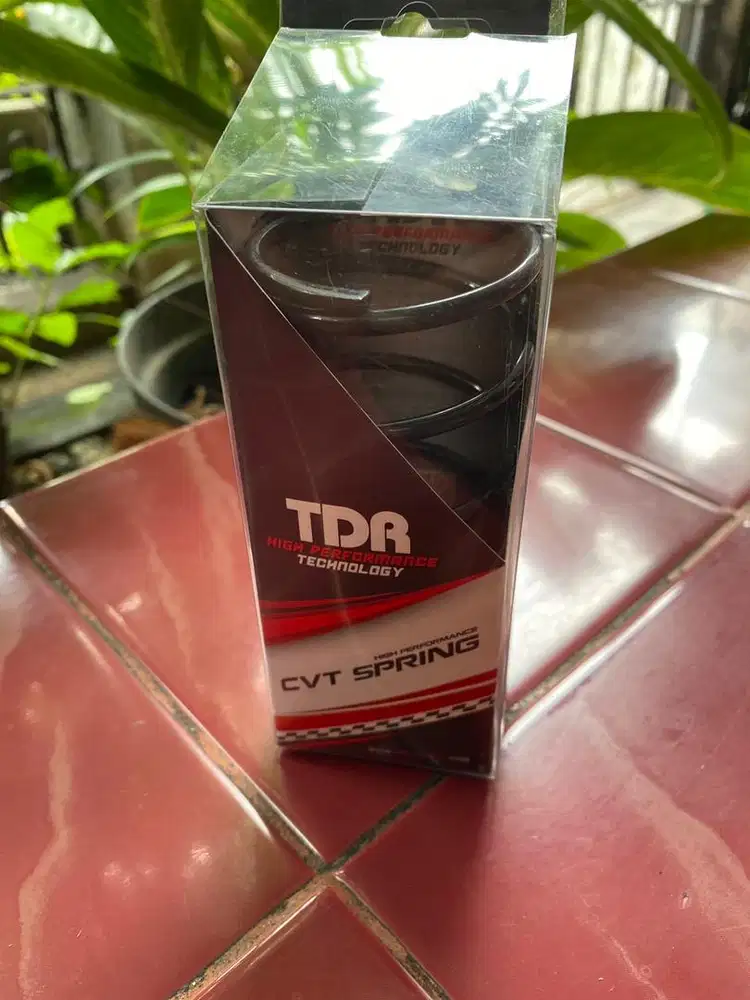 TECHNOLOGY
TDR
HIGH PERFORMANCE
TECHNOLOGY
HIGH PERFORMANCE
CVT SPRING